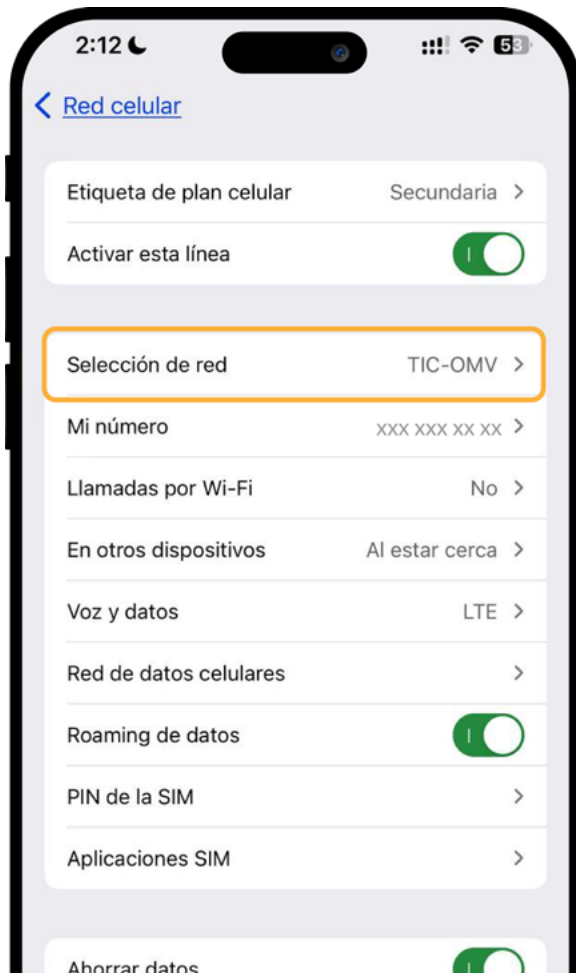 2:12 53
Red celular
Etiqueta de plan celular Secundaria
Activar esta línea
Selección de red TIC-OMV
Mi número xxx xxx xx xx
Llamadas por Wi-Fi No
En otros dispositivos Al estar cerca
Voz y datos LTE
Red de datos celulares
Roaming de datos
PIN de la SIM
Aplicaciones SIM
Ahorrar datos